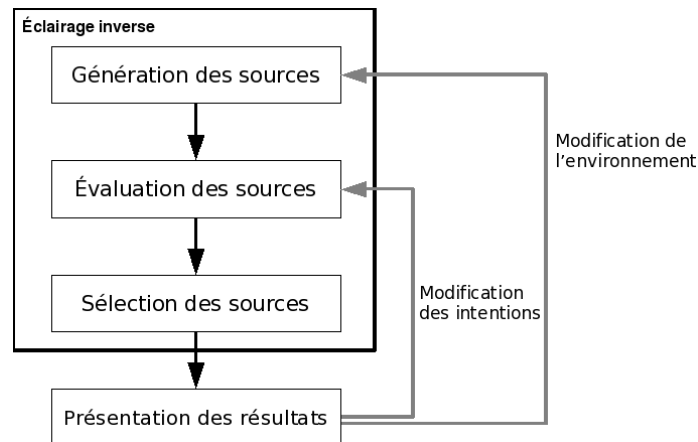 Éclairage inverse
Génération des sources
Modification de
l'environnement
Évaluation des sources
Sélection des sources
Modification
des intentions
Présentation des résultats